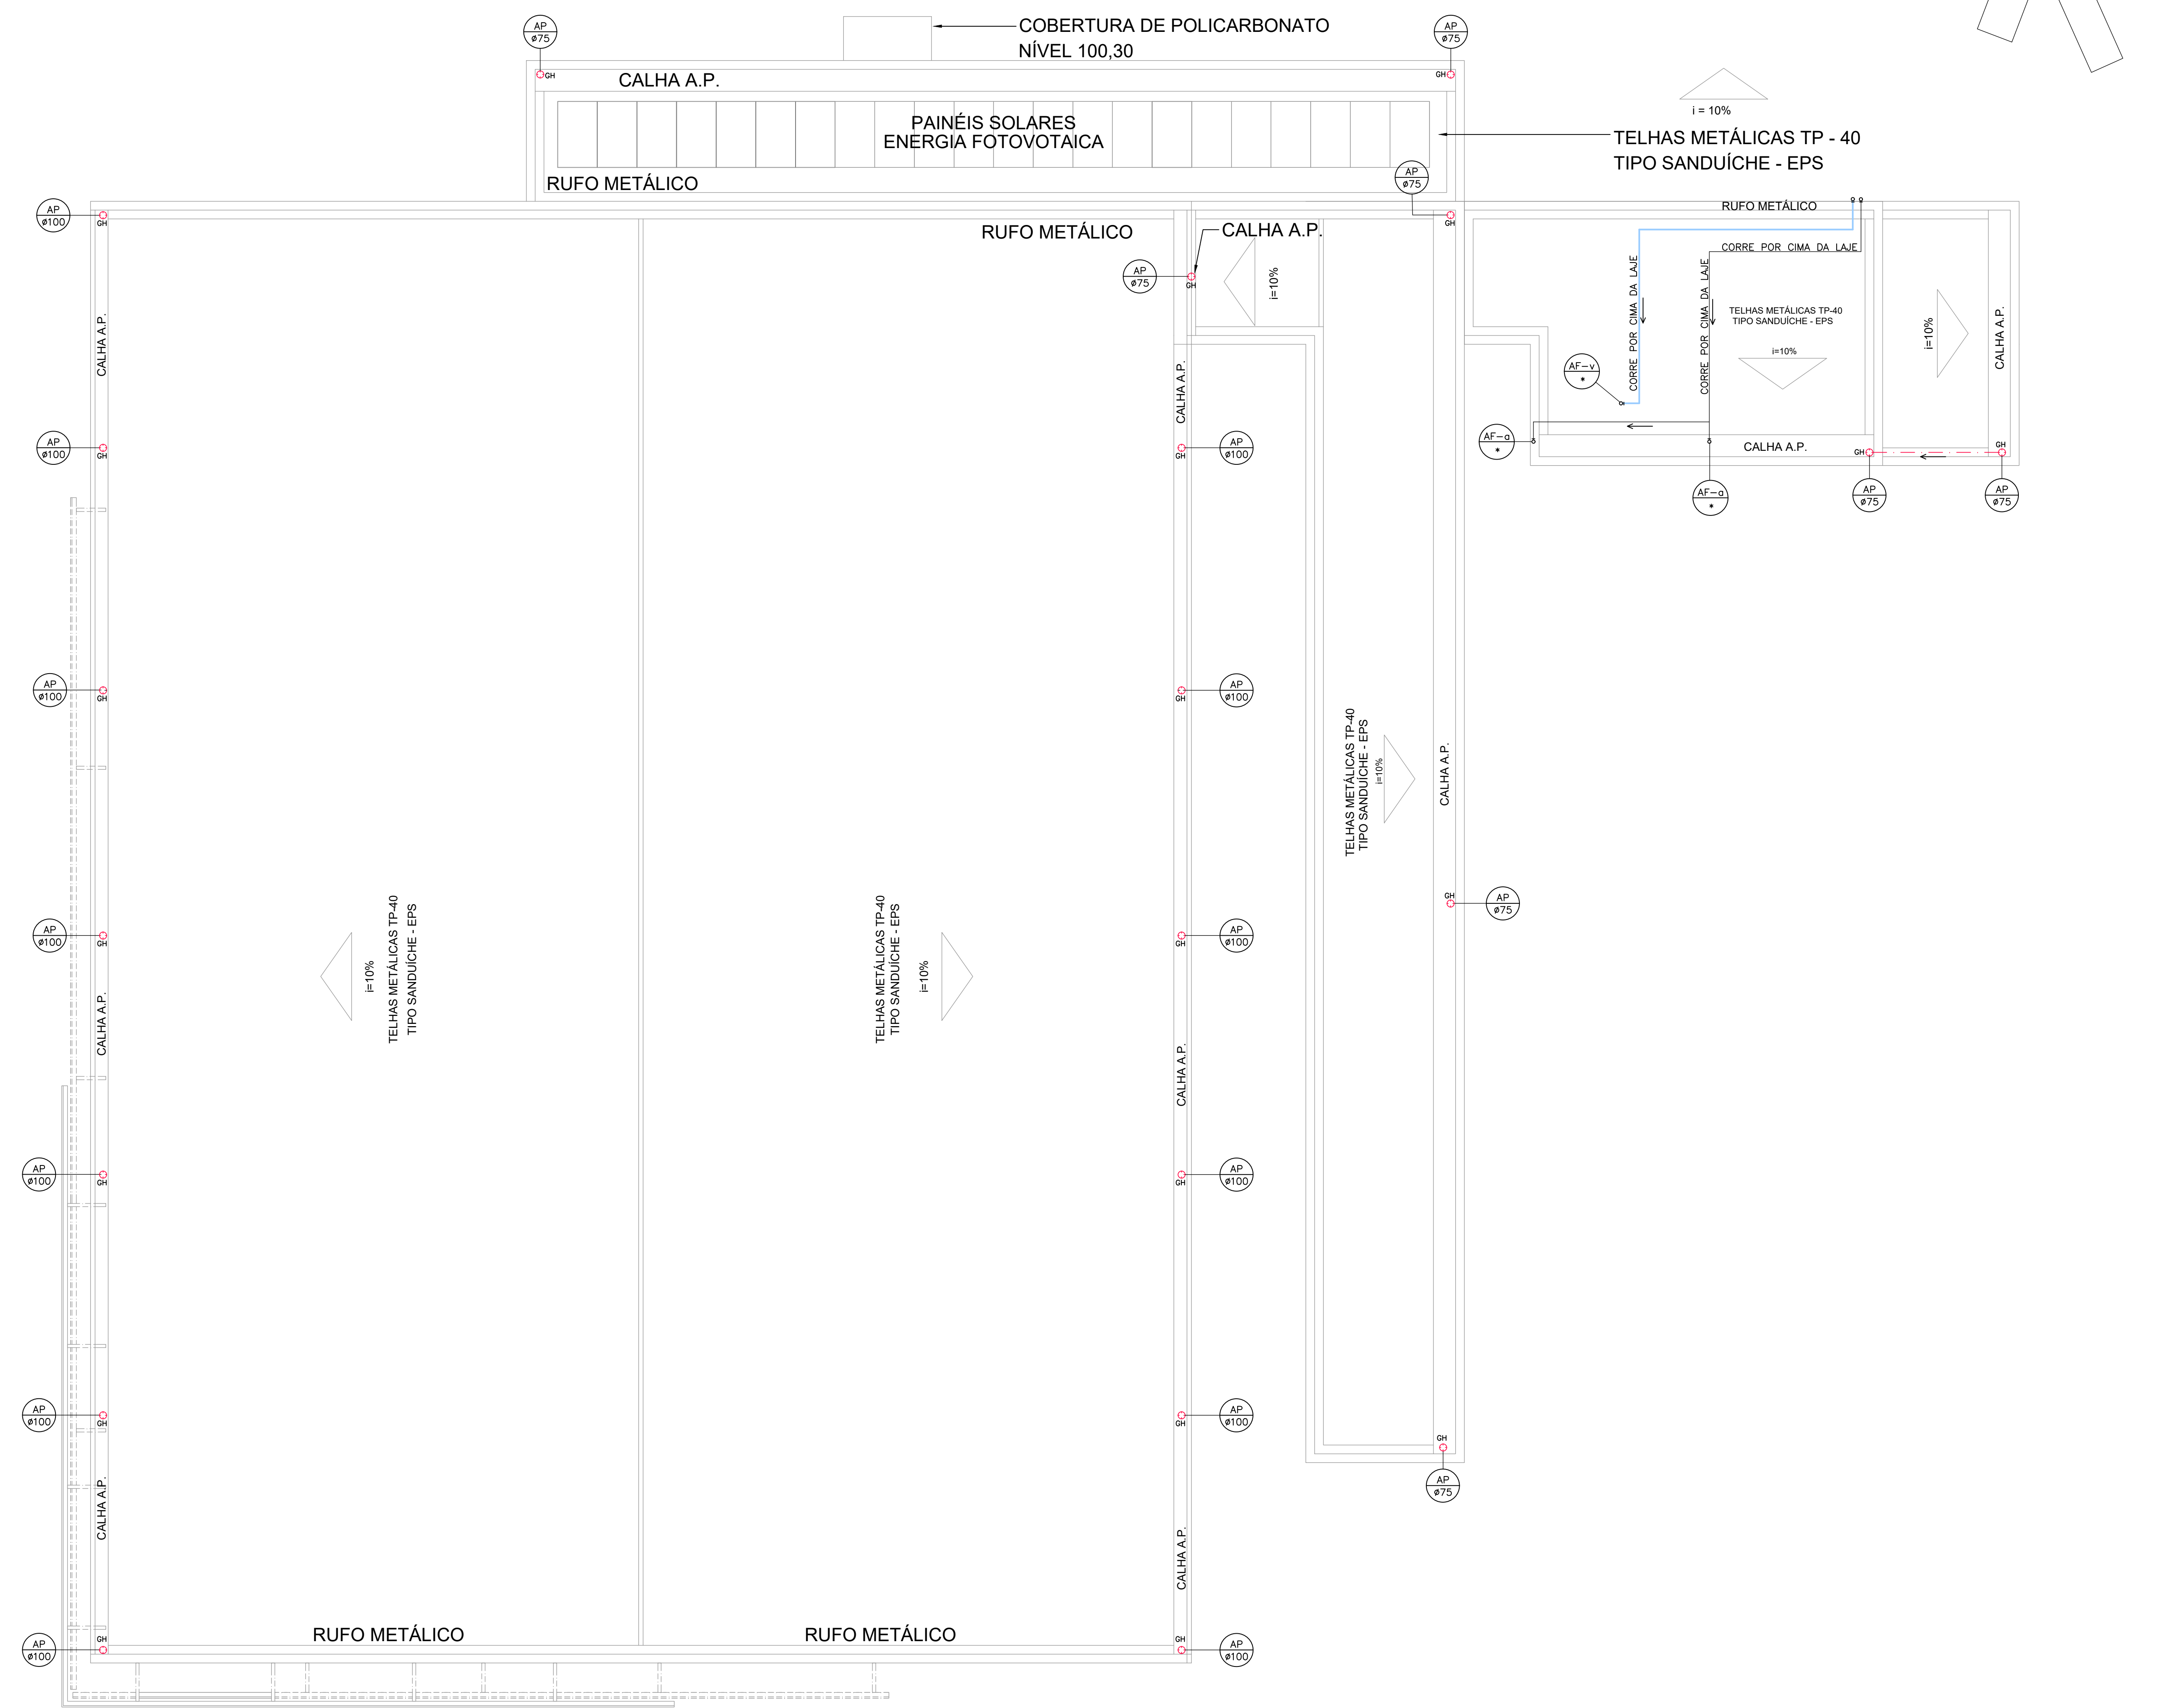 AP
ø75
COBERTURA DE POLICARBONATO
NÍVEL 100,30
AP
ø75
GH
CALHA A.P.
GH
i = 10%
PAINÉIS SOLARES
ENERGIA FOTOVOTAICA
TELHAS METÁLICAS TP - 40
TIPO SANDUÍCHE - EPS
RUFO METÁLICO
AP
ø75
AP
ø100
GH
RUFO METÁLICO
CALHA A.P.
GH
RUFO METÁLICO
AP
ø75
GH
i=10%
CORRE POR CIMA DA LAJE
CORRE POR CIMA DA LAJE
CORRE POR CIMA DA LAJE
TELHAS METÁLICAS TP-40
TIPO SANDUÍCHE - EPS
i=10%
i=10%
CALHA A.P.
CALHA A.P.
CALHA A.P.
AF-v
*
AF-a
*
CALHA A.P.
GH
GH
AP
ø100
GH
GH
AP
ø100
AF-a
*
AP
ø75
AP
ø75
AP
ø100
GH
GH
AP
ø100
TELHAS METÁLICAS TP-40
TIPO SANDUÍCHE - EPS
i=10%
CALHA A.P.
GH
AP
ø75
AP
ø100
GH
i=10%
TELHAS METÁLICAS TP-40
TIPO SANDUÍCHE - EPS
TELHAS METÁLICAS TP-40
TIPO SANDUÍCHE - EPS
i=10%
GH
AP
ø100
CALHA A.P.
CALHA A.P.
AP
ø100
GH
GH
AP
ø100
AP
ø100
GH
GH
AP
ø100
GH
AP
ø75
CALHA A.P.
CALHA A.P.
AP
ø100
GH
RUFO METÁLICO
RUFO METÁLICO
GH
AP
ø100